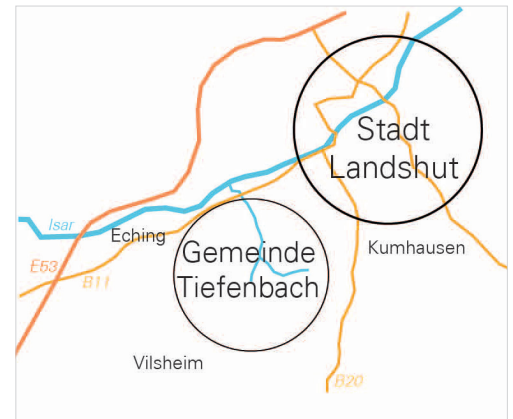 Stadt
Landshut
Isar
Eching
Kumhausen
Gemeinde
Tiefenbach
E53
B11
Vilsheim
B20